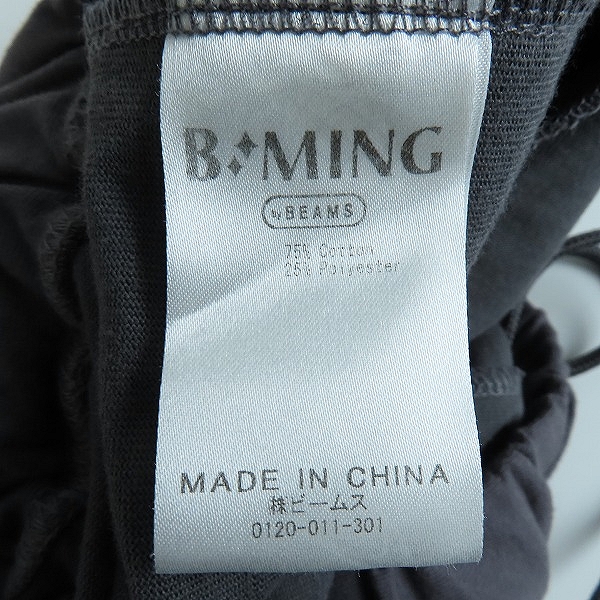 B:MING
by BEAMS
75% Cotton
25% Polyester
MADE IN CHINA
株ビームス
0120-011-301